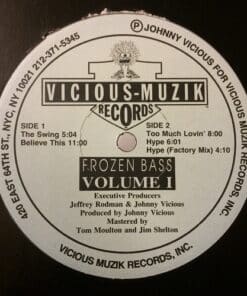 420 EAST 64TH ST., NYC, NY 10021 212-371-5345
Ⓟ JOHNNY VICIOUS FOR VICIOUS MUZIK RECORDS, INC.
VICIOUS-MUZIK
RECORDS
SIDE 1
The Swing 5:04
Believe This 11:00
SIDE 2
Too Much Lovin' 8:00
Hype 6:01
Hype (Factory Mix) 4:10
FROZEN BASS
VOLUME I
Executive Producers
Jeffrey Rodman & Johnny Vicious
Produced by Johnny Vicious
Mastered by
Tom Moulton and Jim Shelton
VICIOUS MUZIK RECORDS, INC.